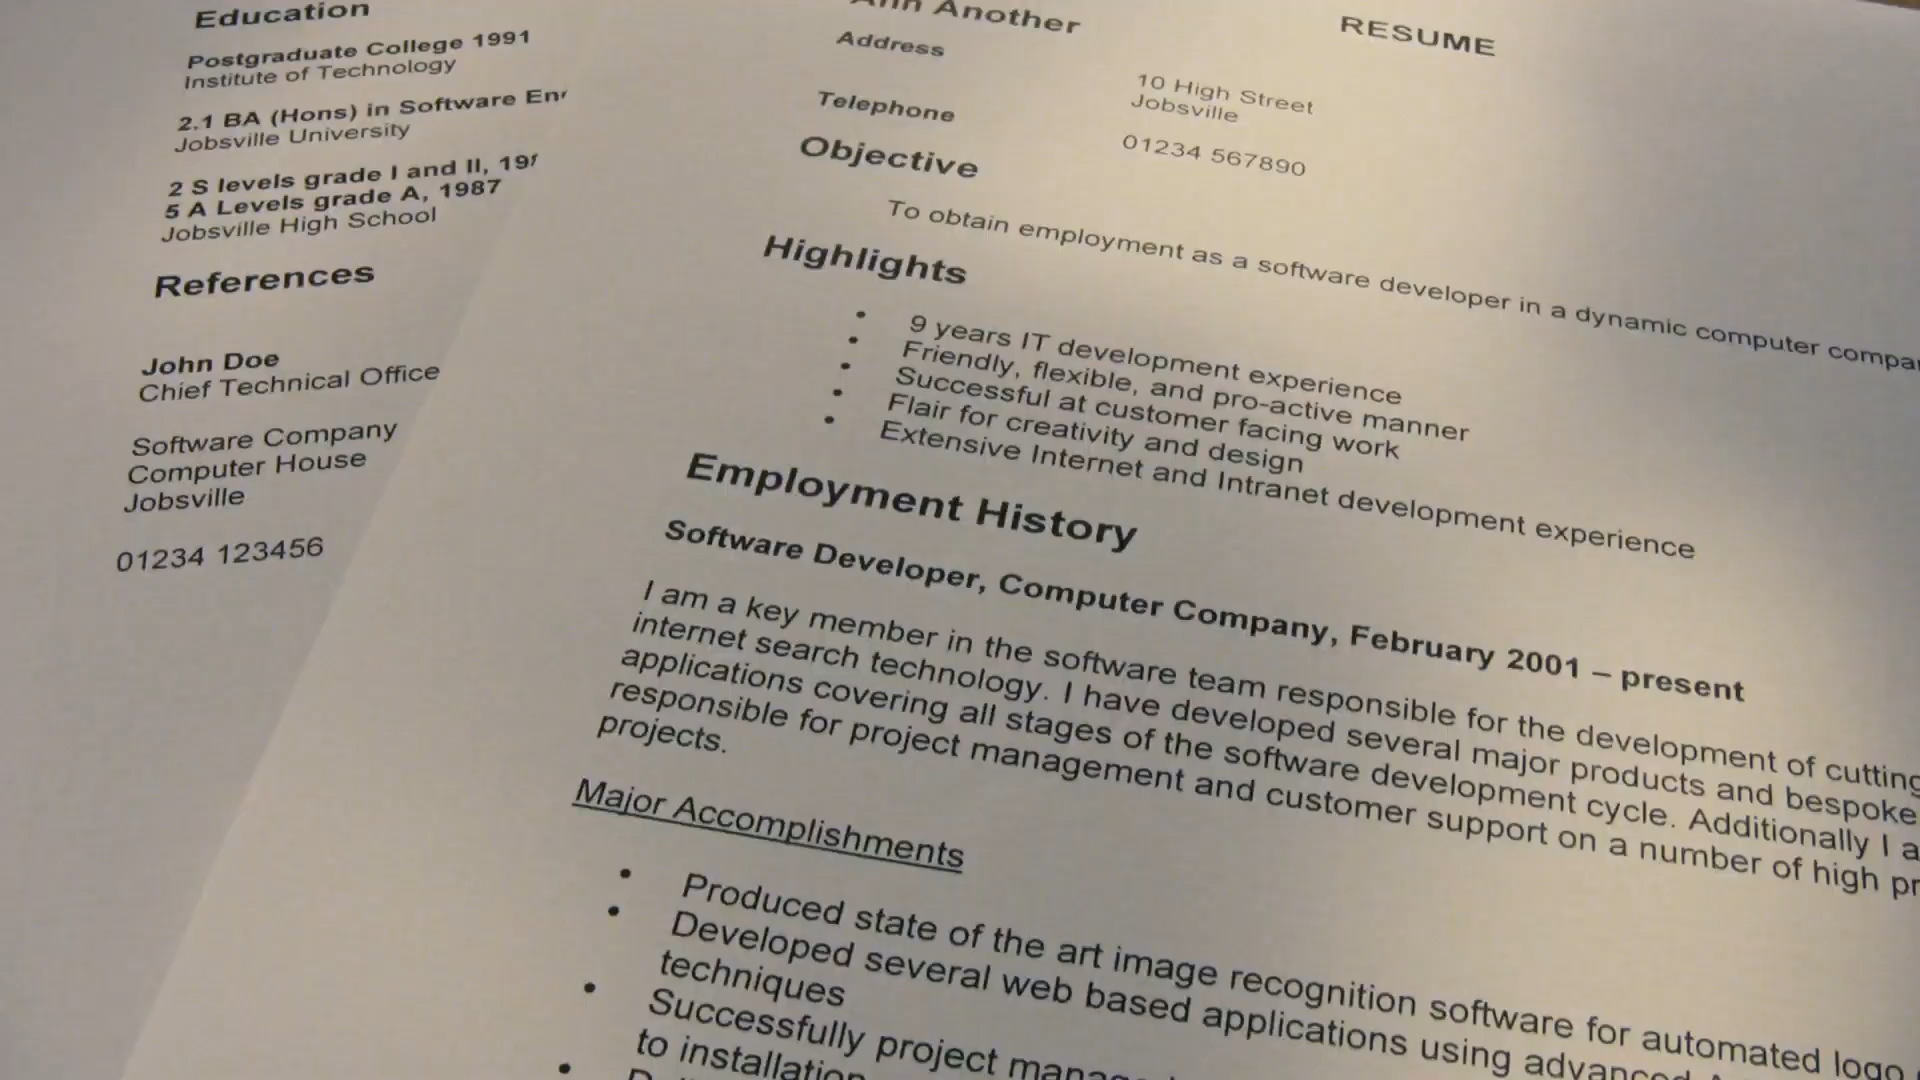 Education
Postgraduate College 1991
Institute of Technology
2.1 BA (Hons) in Software
Jobsville University
2 S levels grade I and II,
5 A Levels grade A, 1987
Jobsville High School
References
John Doe
Chief Technical Office
Software Company
Computer House
Jobsville
01234 123456
Another
RESUME
Address
10 High Street
Jobsville
Telephone
01234 567890
Objective
To obtain employment as a software developer in a dynamic computer
Highlights
• 9 years IT development experience
• Friendly, flexible, and pro-active manner
• Successful at customer facing work
• Flair for creativity and design
• Extensive Internet and Intranet development experience
Employment History
Software Developer, Computer Company, February 2001 – present
I am a key member in the software team responsible for the development of cutting
internet search technology. I have developed several major products and bespoke
applications covering all stages of the software development cycle. Additionally I
responsible for project management and customer support on a number of high
projects.
Major Accomplishments
• Produced state of the art image recognition software for automated logo
• Developed several web based applications using advanced
techniques
• Successfully project
to installation